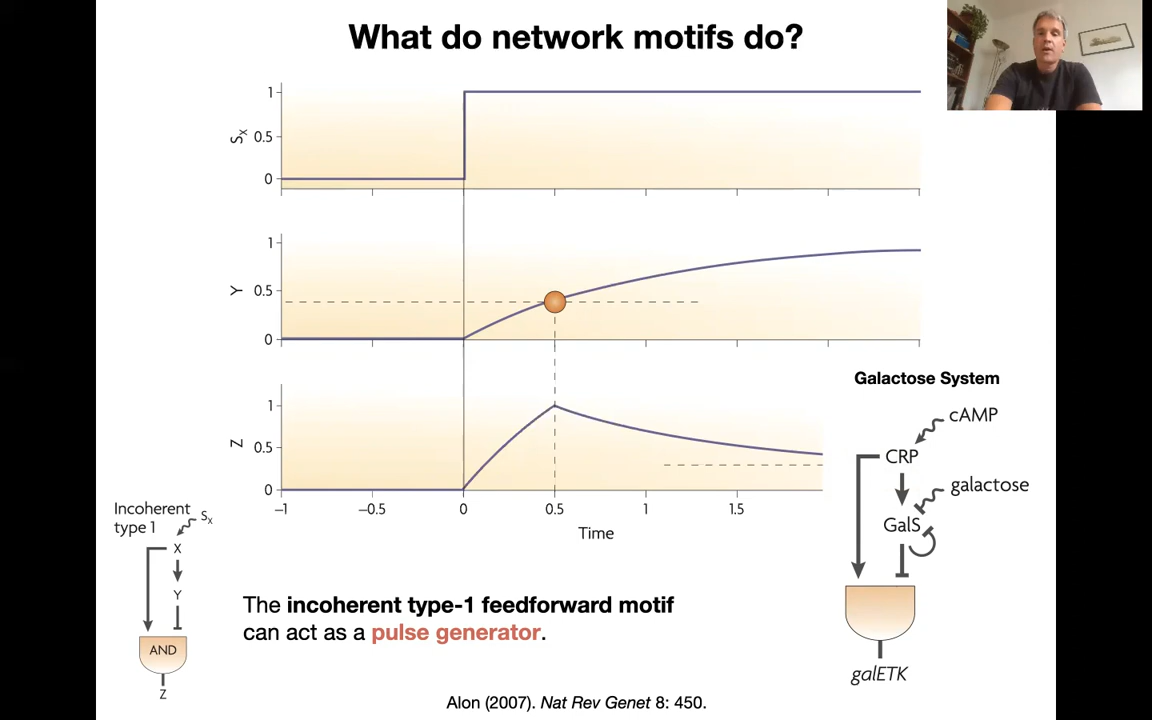 What do network motifs do?
1
0.5
0
Sx
1
0.5
0
Y
1
0.5
0
Z
-1
-0.5
0
0.5
1
1.5
Time
Galactose System
cAMP
CRP
galactose
GalS
galETK
Incoherent
type 1
Sx
X
Y
AND
Z
The incoherent type-1 feedforward motif
can act as a pulse generator.
Alon (2007). Nat Rev Genet 8: 450.